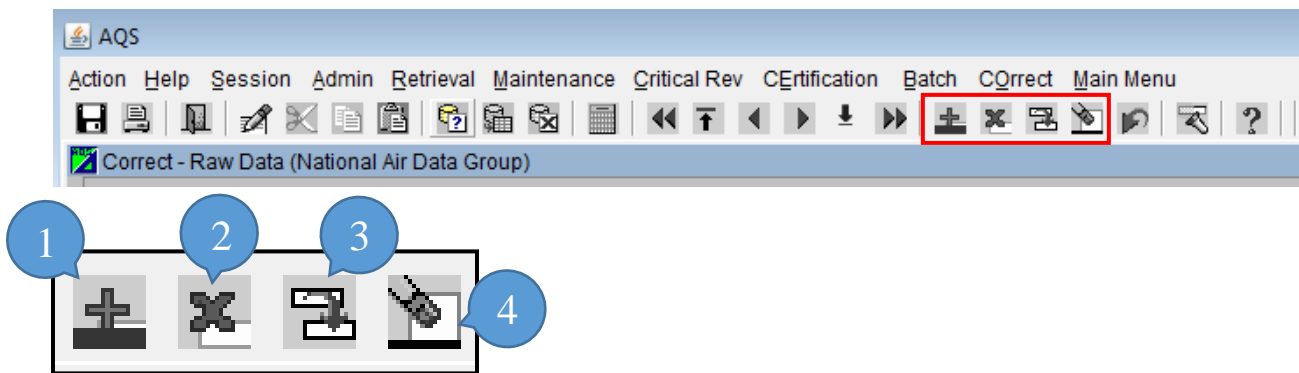 AQS
Action Help Session Admin Retrieval Maintenance Critical Rev CErtification Batch COrrect Main Menu
Correct - Raw Data (National Air Data Group)
1 2 3
4